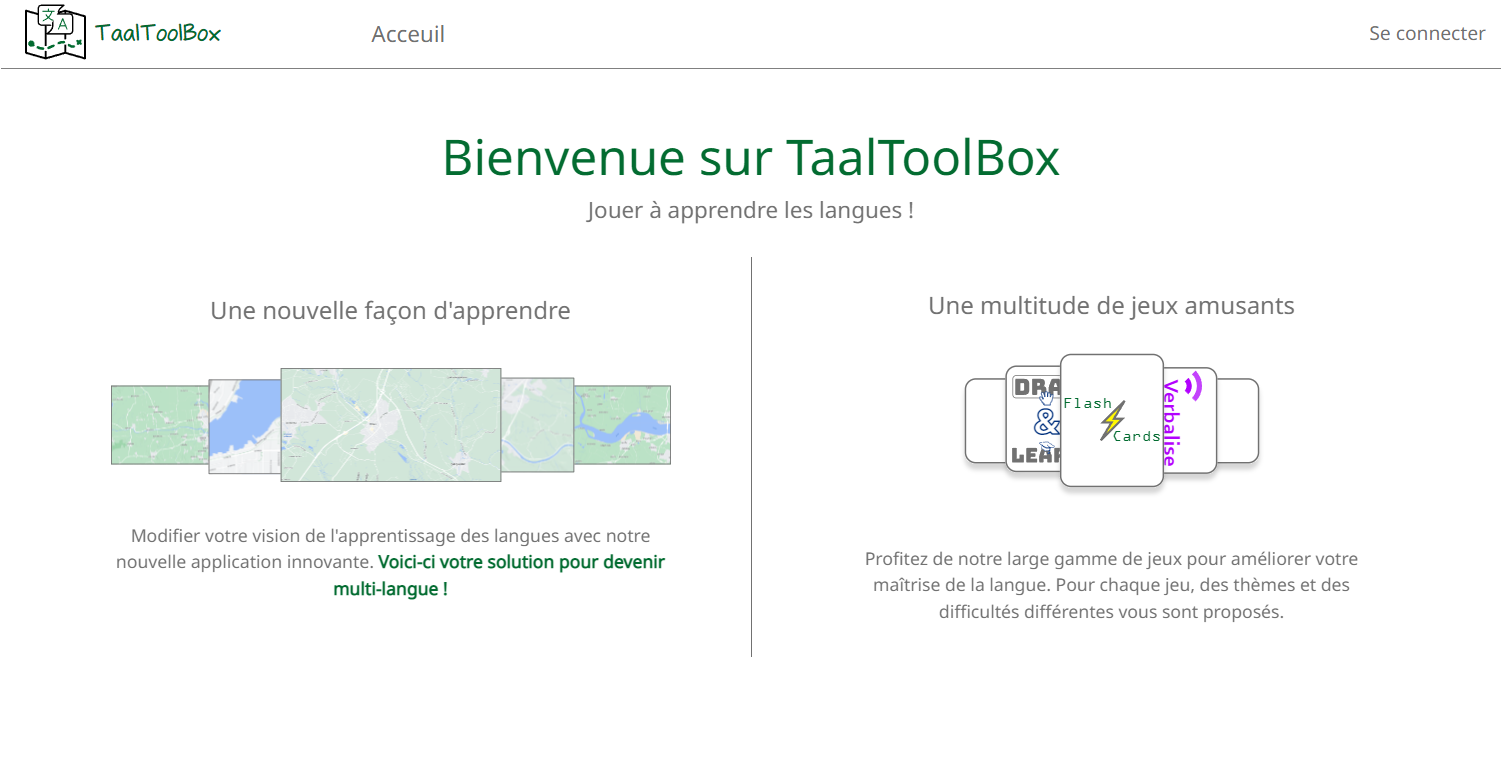 TaalToolBox
Acceuil
Se connecter
Bienvenue sur TaalToolBox
Jouer à apprendre les langues !
Une nouvelle façon d'apprendre
Modifier votre vision de l'apprentissage des langues avec notre
nouvelle application innovante. Voici-ci votre solution pour devenir
multi-langue !
Une multitude de jeux amusants
DRA
&
LEAR
Flash
Cards
Verbalise
Profitez de notre large gamme de jeux pour améliorer votre
maîtrise de la langue. Pour chaque jeu, des thèmes et des
difficultés différentes vous sont proposés.